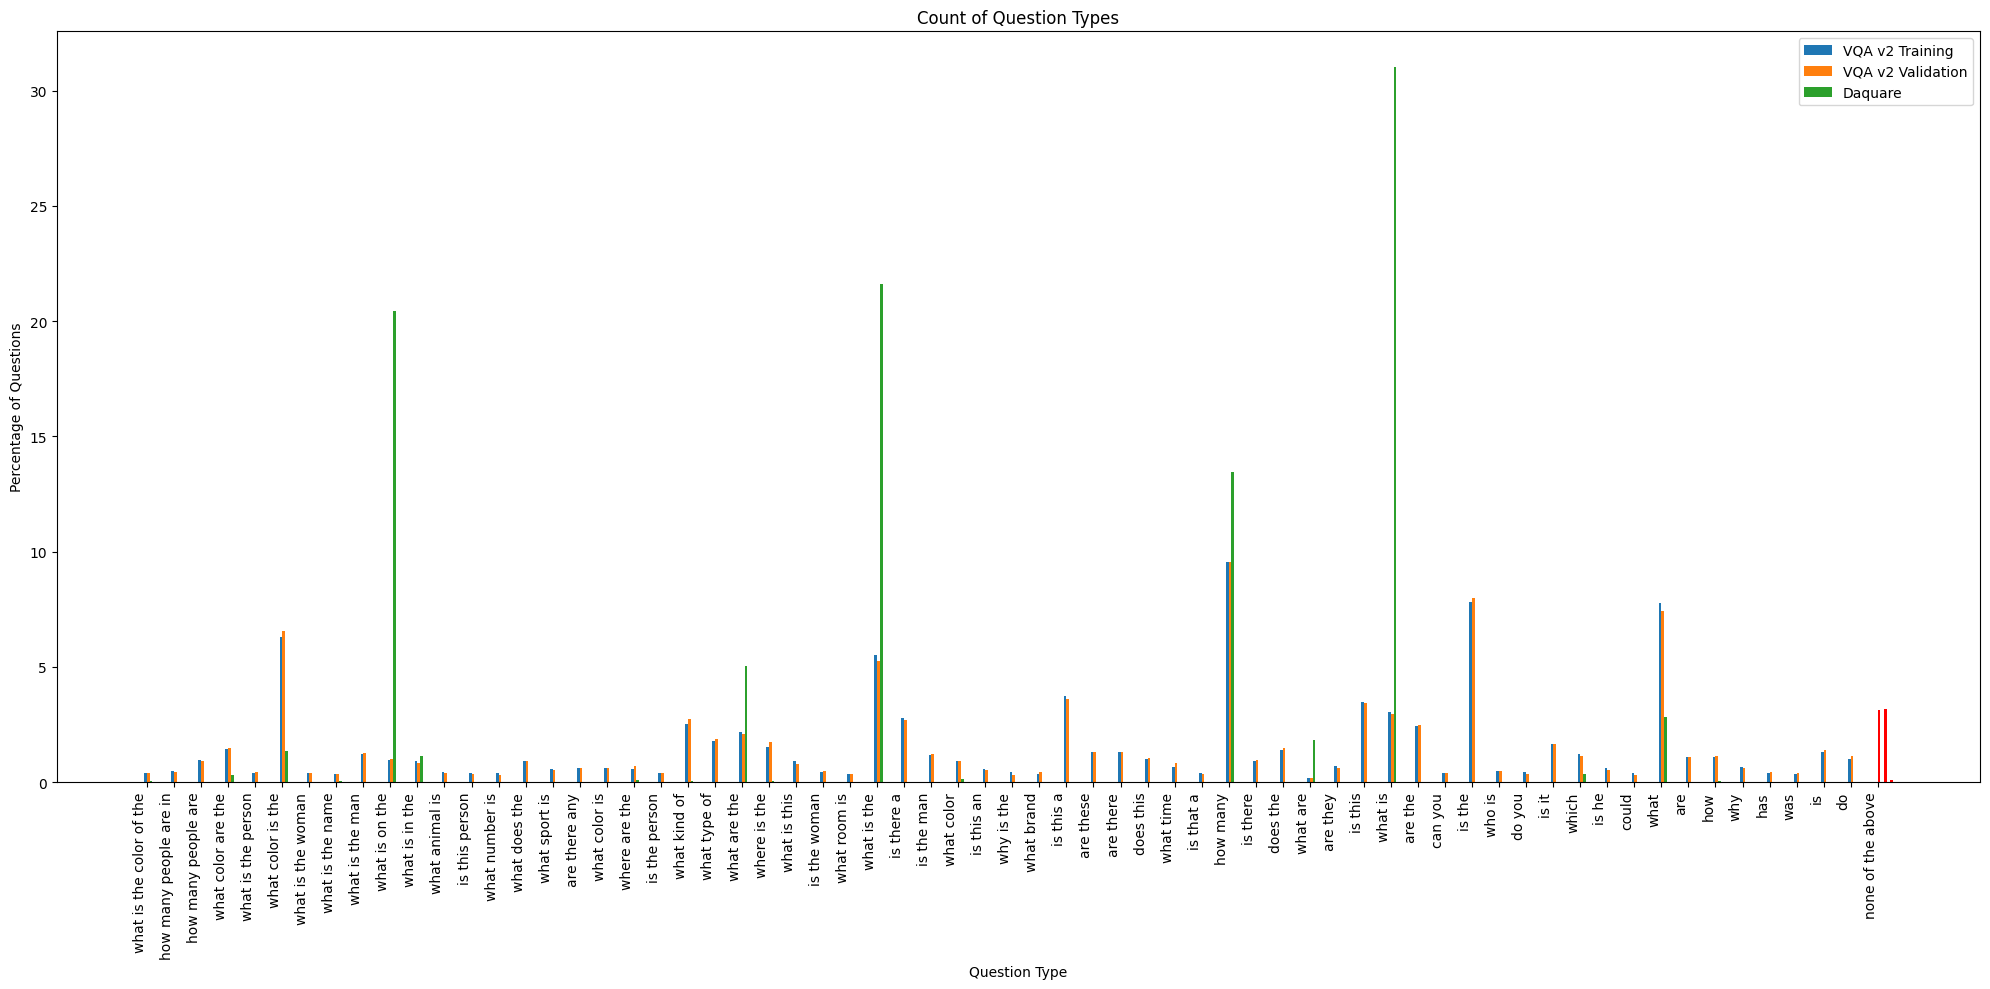 Count of Question Types
VQA v2 Training
VQA v2 Validation
Daquare
Percentage of Questions
30
25
20
15
10
5
0
what is the color of the
how many people are in
how many people are
what color are the
what is the person
what color is the
what is the woman
what is the name
what is the man
what is on the
what is in the
what animal is
is this person
what number is
what does the
what sport is
are there any
what color is
where are the
is the person
what kind of
what type of
what are the
where is the
what is this
is the woman
what room is
what is the
is there a
is the man
what color
is this an
why is the
what brand
is this a
are these
are there
does this
what time
is that a
how many
is there
does the
what are
are they
is this
what is
are the
can you
is the
who is
do you
is it
which
is he
could
what
are
how
why
has
was
is
do
none of the above
Question Type